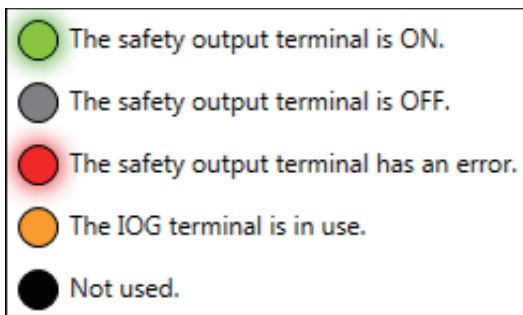 The safety output terminal is ON.
The safety output terminal is OFF.
The safety output terminal has an error.
The IOG terminal is in use.
Not used.